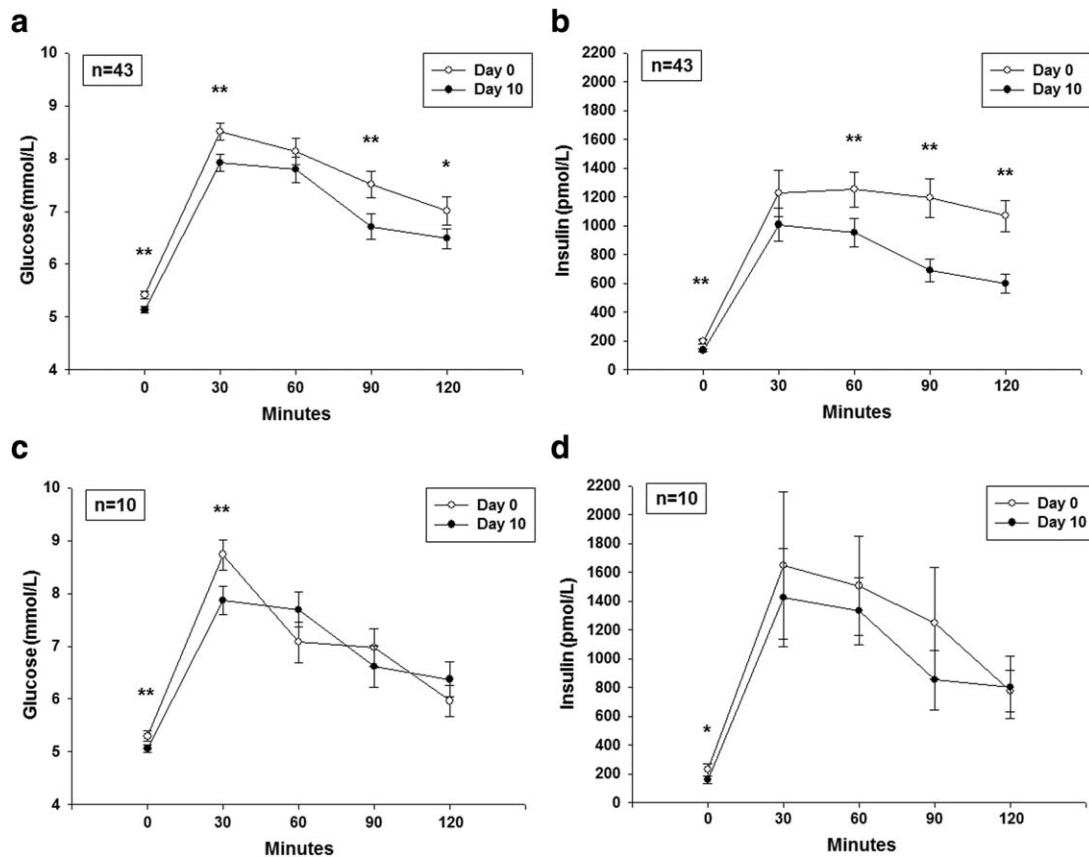 a
n=43
Day 0
Day 10
Glucose (mmol/L)
10
9
8
7
6
5
4
**
**
**
*
0 30 60 90 120
Minutes
b
n=43
Day 0
Day 10
Insulin (pmol/L)
2200
2000
1800
1600
1400
1200
1000
800
600
400
200
0
**
**
**
**
0 30 60 90 120
Minutes
c
n=10
Day 0
Day 10
Glucose (mmol/L)
10
9
8
7
6
5
4
**
**
0 30 60 90 120
Minutes
d
n=10
Day 0
Day 10
Insulin (pmol/L)
2200
2000
1800
1600
1400
1200
1000
800
600
400
200
0
*
0 30 60 90 120
Minutes